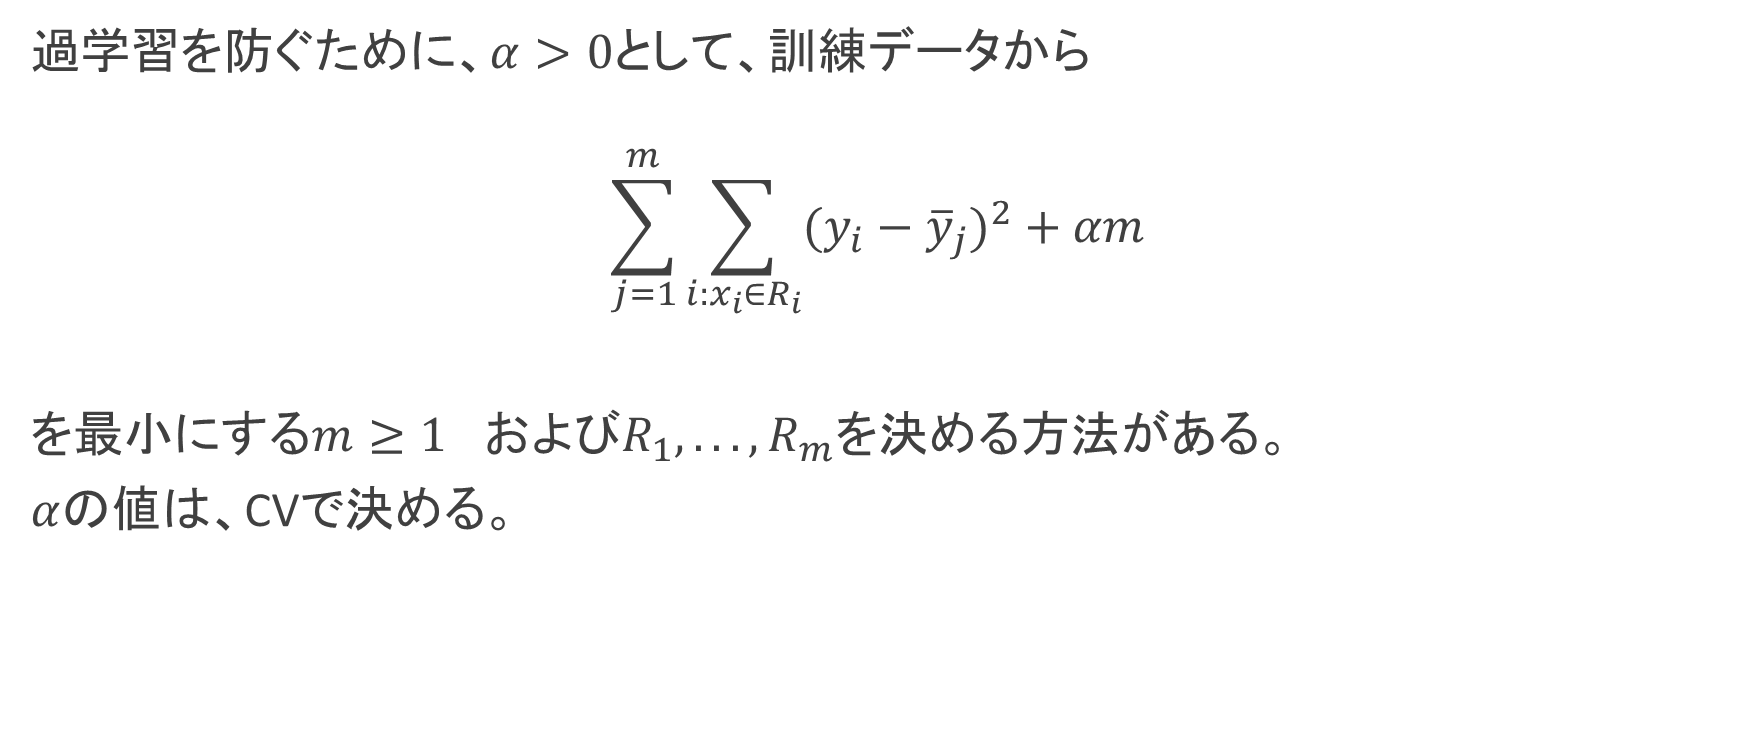 過学習を防ぐために、α > 0として、訓練データから
m
∑ ∑ (y_i − ȳ_j)² + αm
j=1 i:x_i∈R_i
を最小にするm ≥ 1 およびR_1, . . . , R_mを決める方法がある。
αの値は、CVで決める。